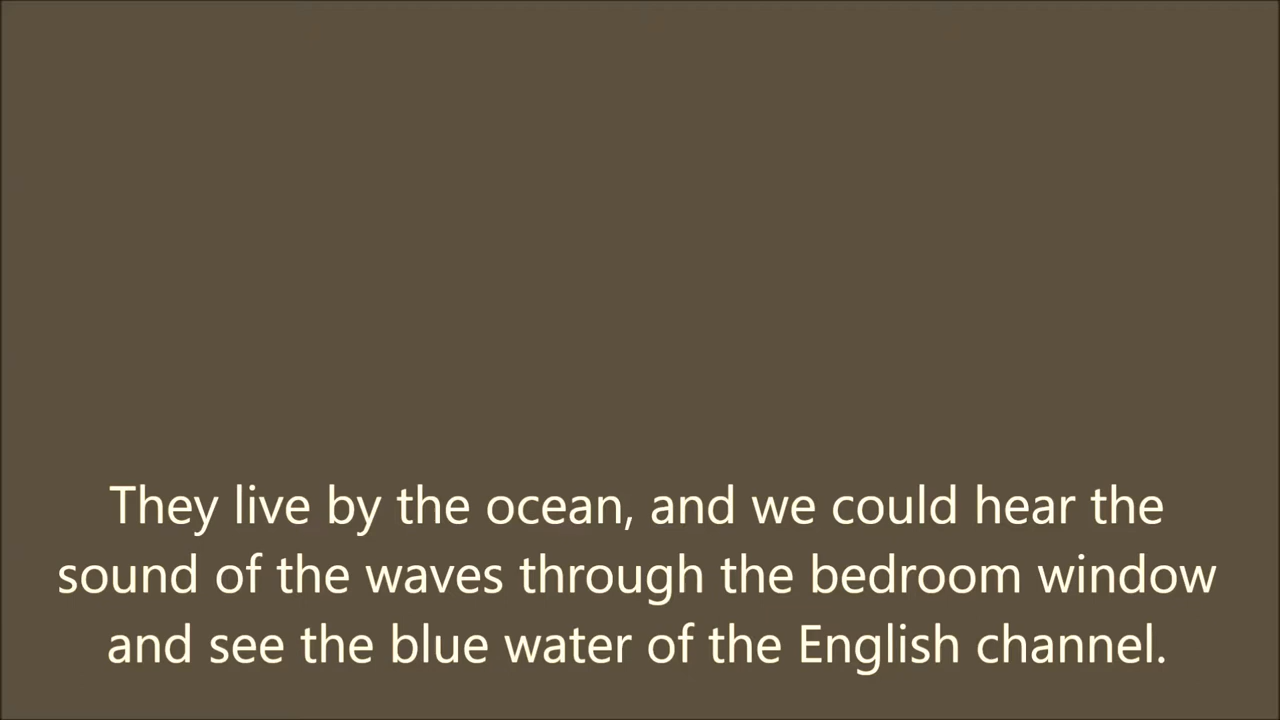 They live by the ocean, and we could hear the
sound of the waves through the bedroom window
and see the blue water of the English channel.